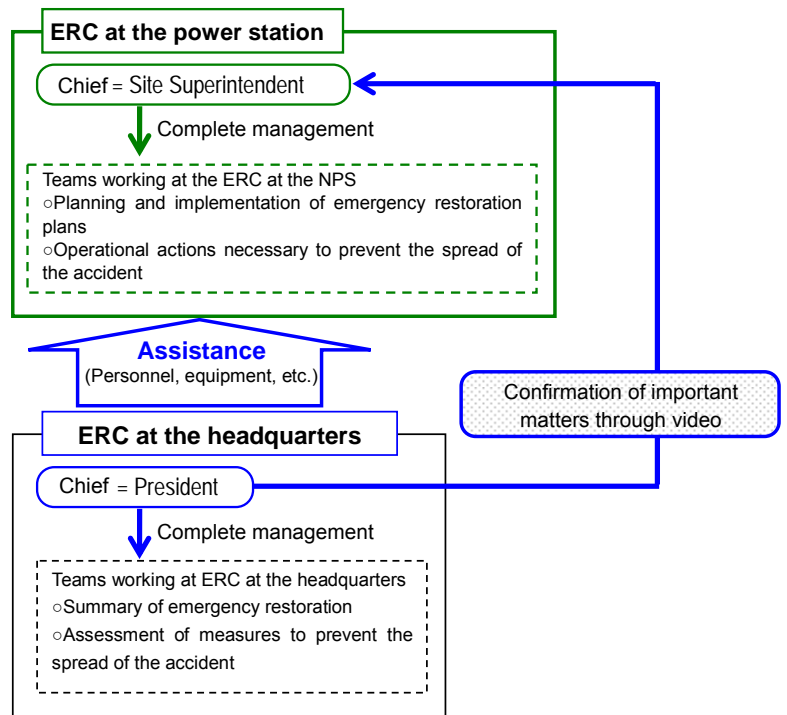 ERC at the power station
Chief = Site Superintendent
Complete management
Teams working at the ERC at the NPS
○Planning and implementation of emergency restoration
plans
○Operational actions necessary to prevent the spread of
the accident
Assistance
(Personnel, equipment, etc.)
Confirmation of important
matters through video
ERC at the headquarters
Chief = President
Complete management
Teams working at ERC at the headquarters
○Summary of emergency restoration
○Assessment of measures to prevent the
spread of the accident